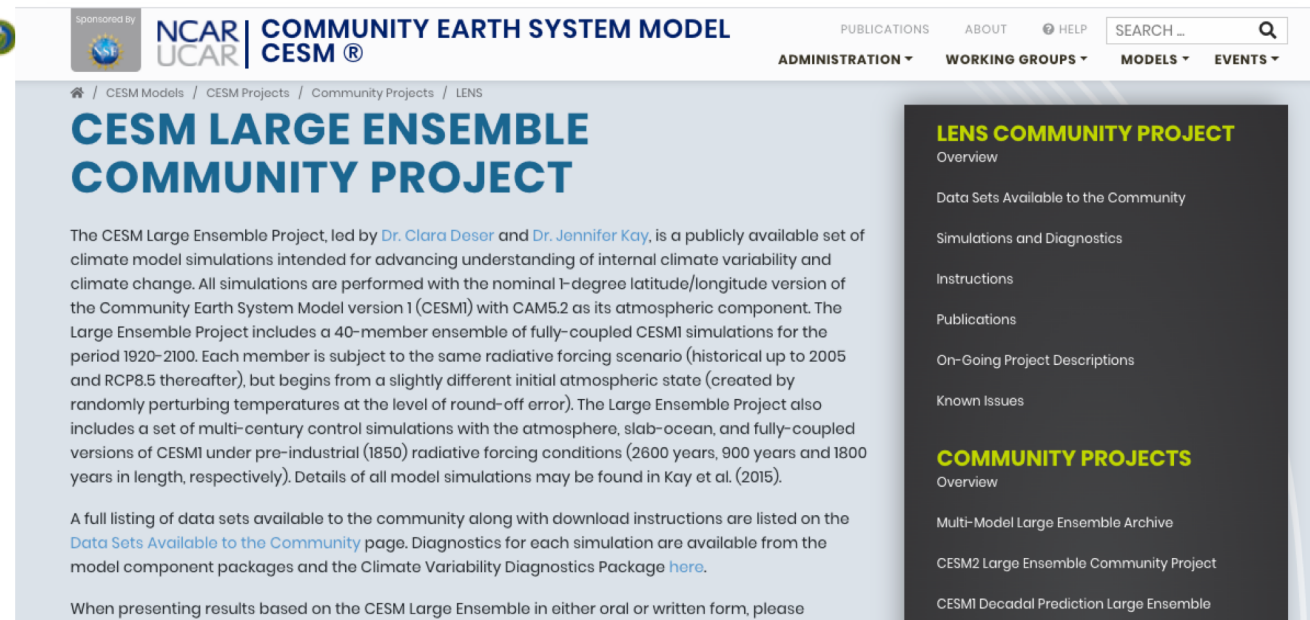 Sponsored by
NSF
NCAR
UCAR
COMMUNITY EARTH SYSTEM MODEL
CESM ®
PUBLICATIONS ABOUT HELP SEARCH ...
ADMINISTRATION WORKING GROUPS MODELS EVENTS
/ CESM Models / CESM Projects / Community Projects / LENS
CESM LARGE ENSEMBLE
COMMUNITY PROJECT
The CESM Large Ensemble Project, led by Dr. Clara Deser and Dr. Jennifer Kay, is a publicly available set of
climate model simulations intended for advancing understanding of internal climate variability and
climate change. All simulations are performed with the nominal 1-degree latitude/longitude version of
the Community Earth System Model version 1 (CESM1) with CAM5.2 as its atmospheric component. The
Large Ensemble Project includes a 40-member ensemble of fully-coupled CESM1 simulations for the
period 1920-2100. Each member is subject to the same radiative forcing scenario (historical up to 2005
and RCP8.5 thereafter), but begins from a slightly different initial atmospheric state (created by
randomly perturbing temperatures at the level of round-off error). The Large Ensemble Project also
includes a set of multi-century control simulations with the atmosphere, slab-ocean, and fully-coupled
versions of CESM1 under pre-industrial (1850) radiative forcing conditions (2600 years, 900 years and 1800
years in length, respectively). Details of all model simulations may be found in Kay et al. (2015).
A full listing of data sets available to the community along with download instructions are listed on the
Data Sets Available to the Community page. Diagnostics for each simulation are available from the
model component packages and the Climate Variability Diagnostics Package here.
When presenting results based on the CESM Large Ensemble in either oral or written form, please
LENS COMMUNITY PROJECT
Overview
Data Sets Available to the Community
Simulations and Diagnostics
Instructions
Publications
On-Going Project Descriptions
Known Issues
COMMUNITY PROJECTS
Overview
Multi-Model Large Ensemble Archive
CESM2 Large Ensemble Community Project
CESM1 Decadal Prediction Large Ensemble